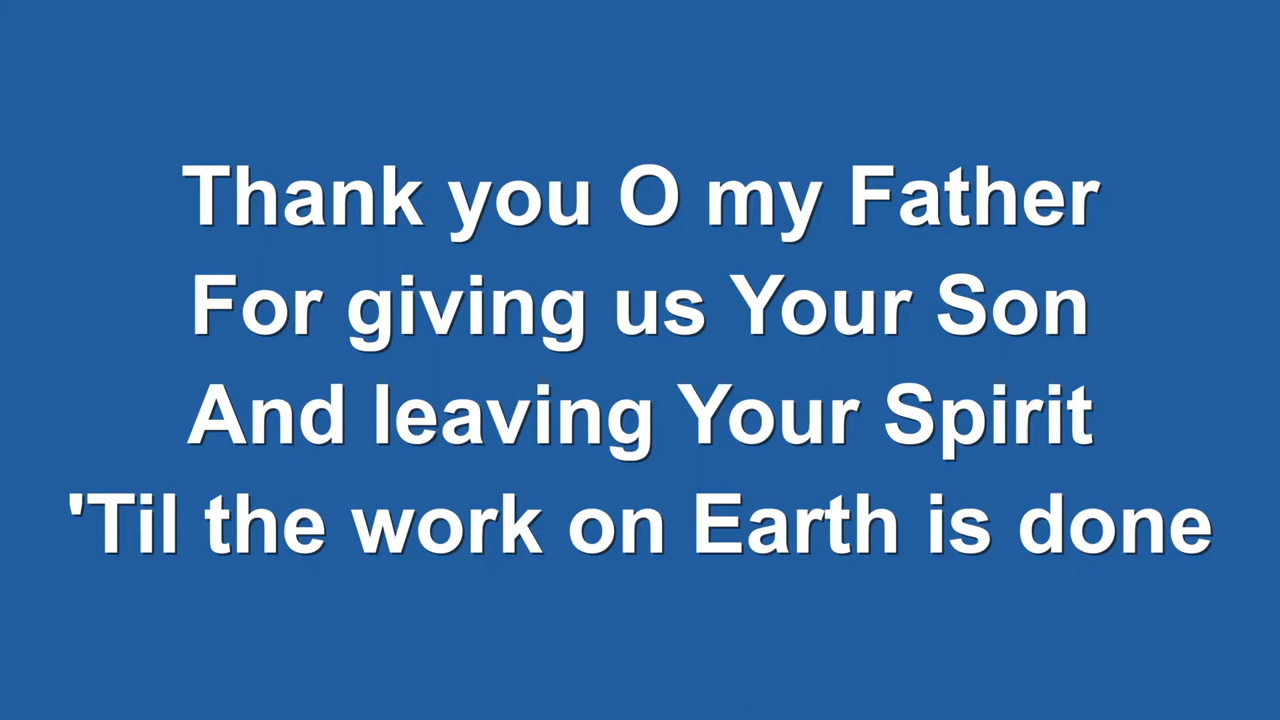 Thank you O my Father
For giving us Your Son
And leaving Your Spirit
'Til the work on Earth is done